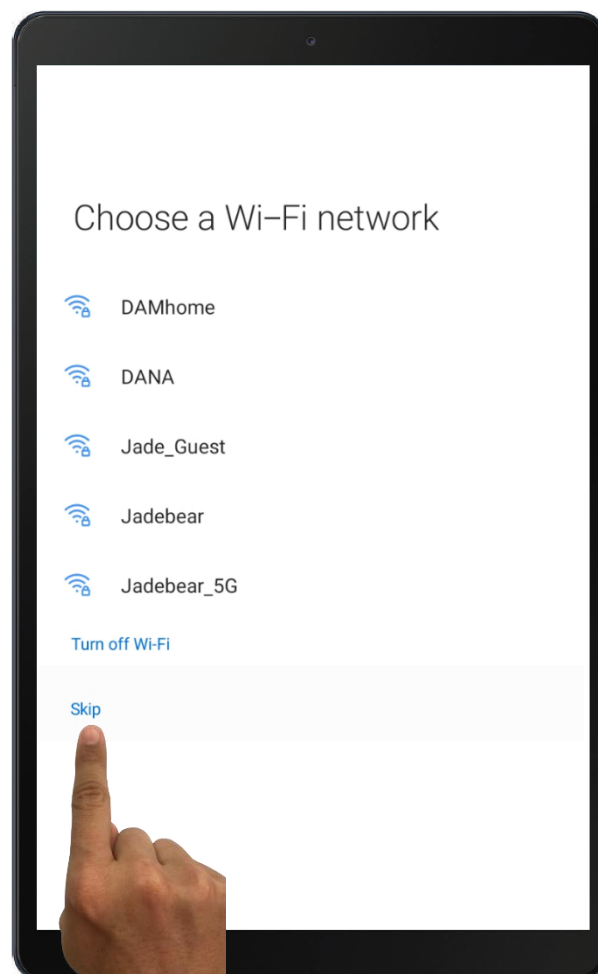 Choose a Wi–Fi network
DAMhome
DANA
Jade_Guest
Jadebear
Jadebear_5G
Turn off Wi-Fi
Skip